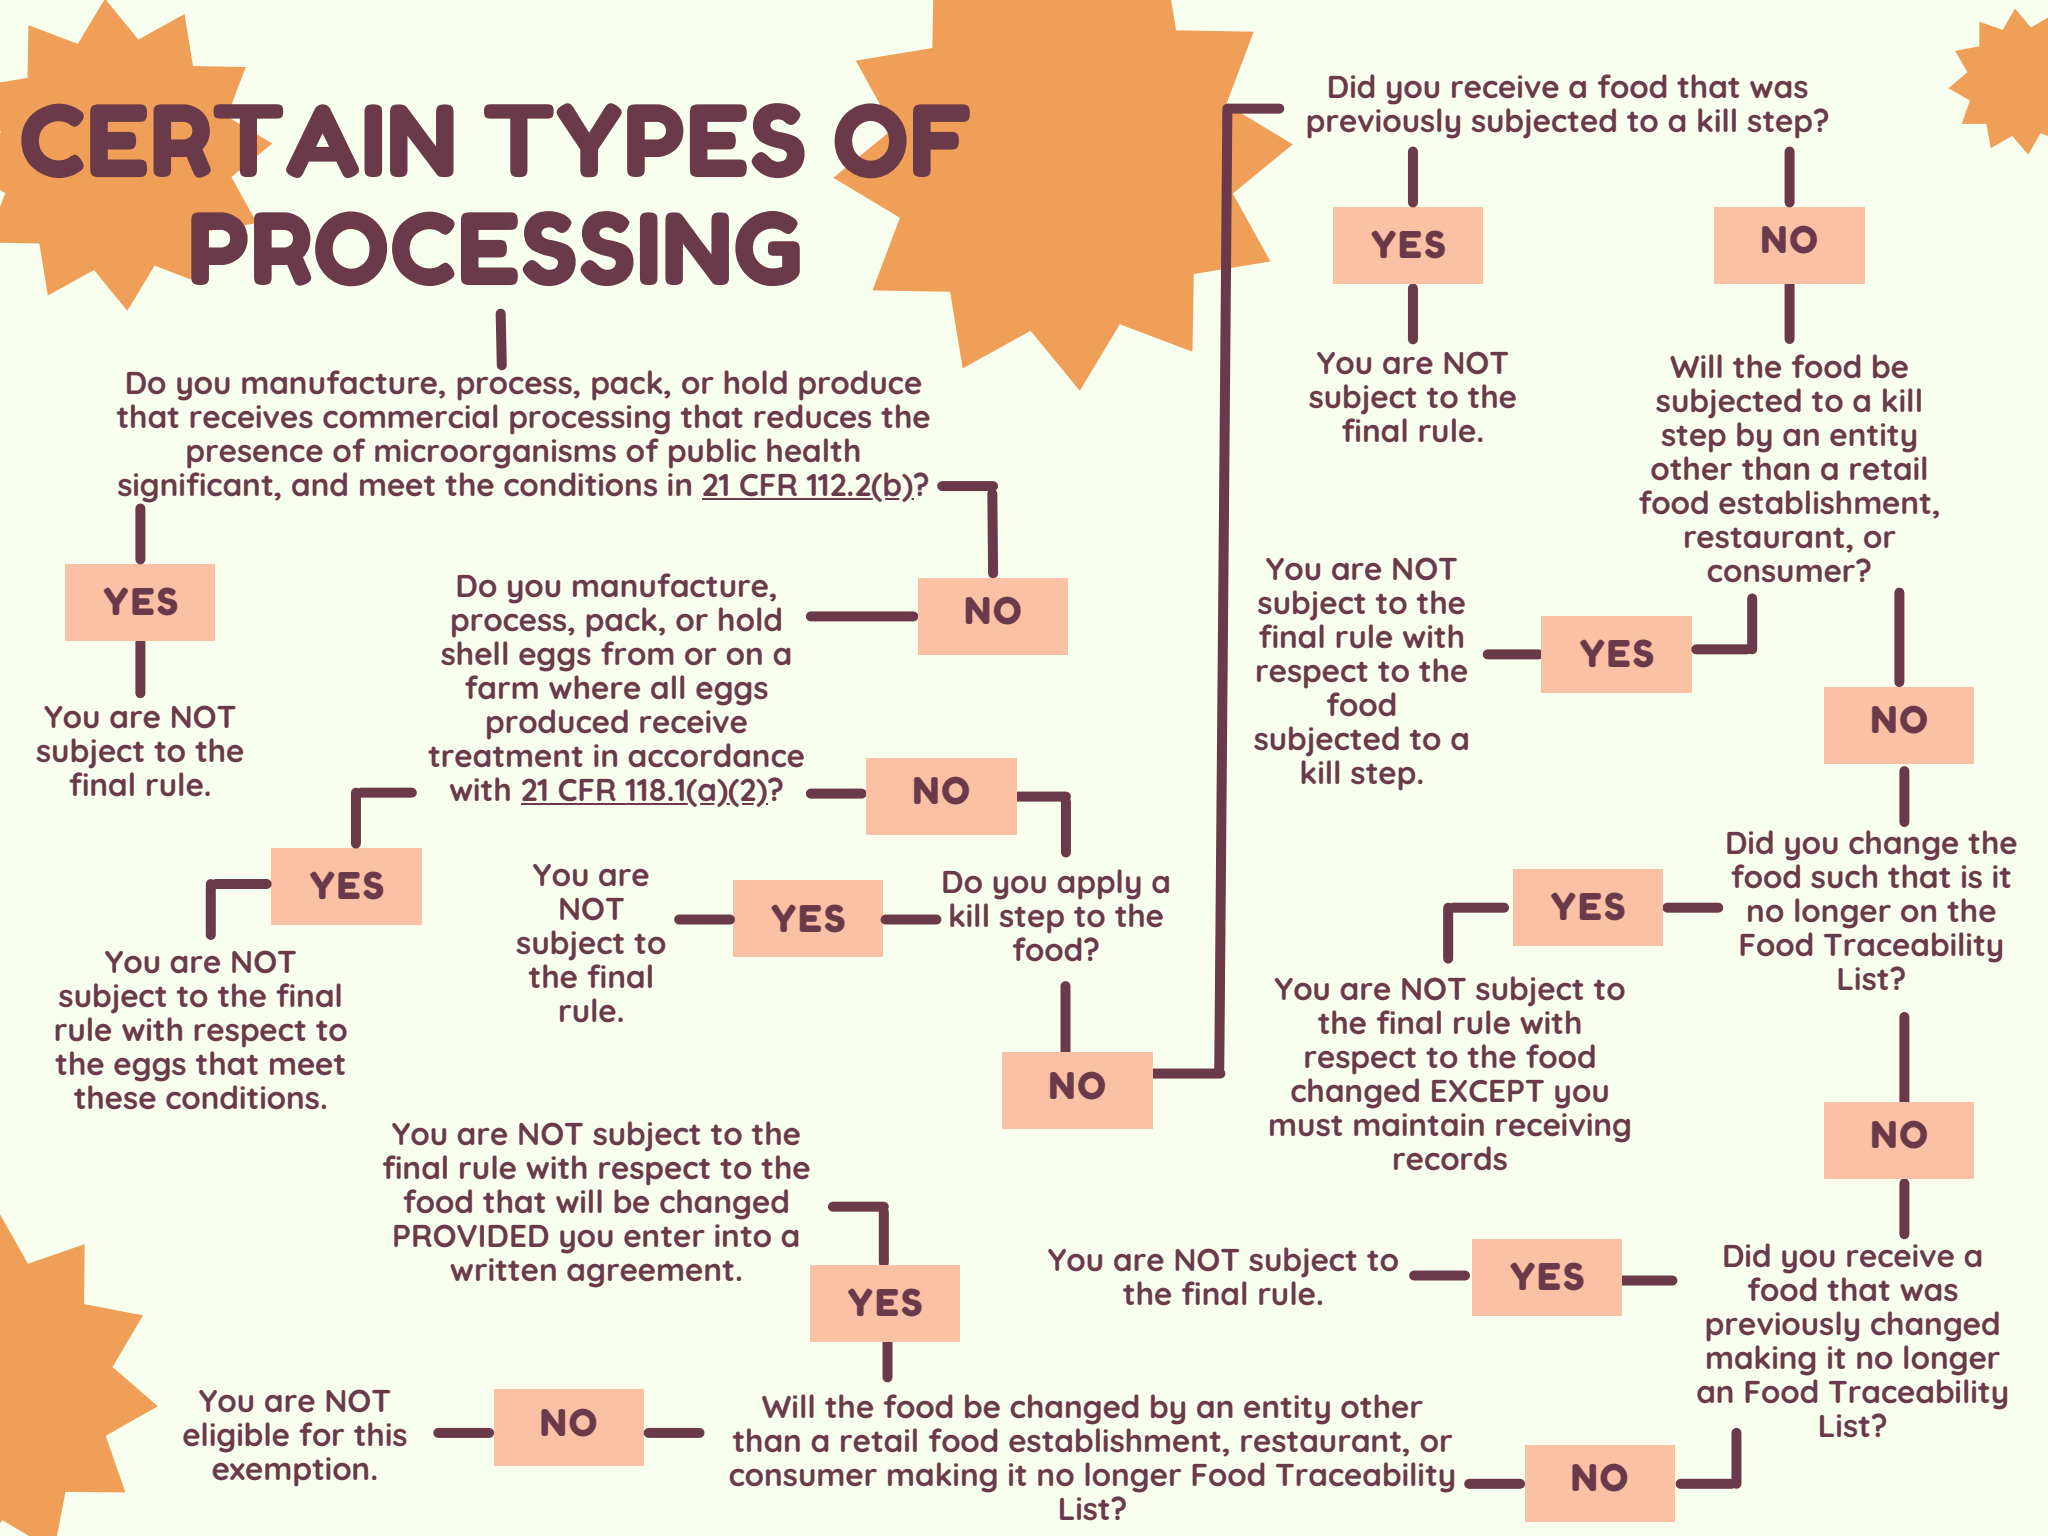 CERTAIN TYPES OF
PROCESSING
Do you manufacture, process, pack, or hold produce
that receives commercial processing that reduces the
presence of microorganisms of public health
significant, and meet the conditions in 21 CFR 112.2(b)?
YES
You are NOT
subject to the
final rule.
NO
Do you manufacture,
process, pack, or hold
shell eggs from or on a
farm where all eggs
produced receive
treatment in accordance
with 21 CFR 118.1(a)(2)?
YES
You are NOT
subject to the final
rule with respect to
the eggs that meet
these conditions.
NO
Do you apply a
kill step to the
food?
YES
You are
NOT
subject to
the final
rule.
NO
Did you receive a food that was
previously subjected to a kill step?
YES
You are NOT
subject to the
final rule.
NO
Will the food be
subjected to a kill
step by an entity
other than a retail
food establishment,
restaurant, or
consumer?
YES
You are NOT
subject to the
final rule with
respect to the
food
subjected to a
kill step.
NO
Did you change the
food such that is it
no longer on the
Food Traceability
List?
YES
You are NOT subject to
the final rule with
respect to the food
changed EXCEPT you
must maintain receiving
records
NO
Did you receive a
food that was
previously changed
making it no longer
an Food Traceability
List?
YES
You are NOT subject to
the final rule.
NO
Will the food be changed by an entity other
than a retail food establishment, restaurant, or
consumer making it no longer Food Traceability
List?
YES
You are NOT subject to the
final rule with respect to the
food that will be changed
PROVIDED you enter into a
written agreement.
NO
You are NOT
eligible for this
exemption.